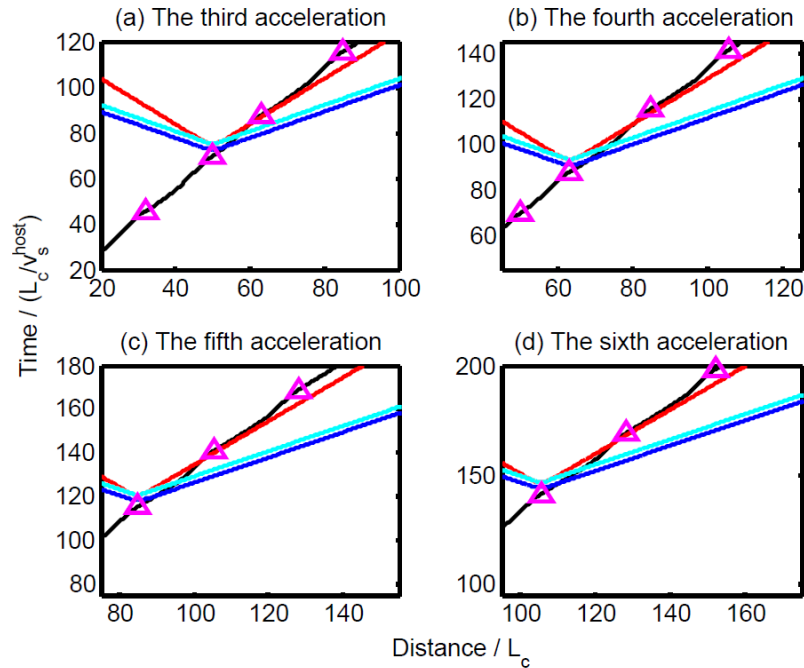 (a) The third acceleration
(b) The fourth acceleration
120
100
80
60
40
20
20 40 60 80 100
140
120
100
80
60
60 80 100 120
(c) The fifth acceleration
(d) The sixth acceleration
180
160
140
120
100
80
80 100 120 140
200
150
100
100 120 140 160
Time / (L_c/v_s^host)
Distance / L_c